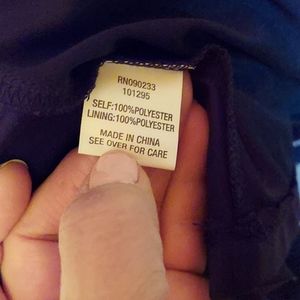 RN090233
101295
SELF:100%POLYESTER
LINING:100%POLYESTER
MADE IN CHINA
SEE OVER FOR CARE